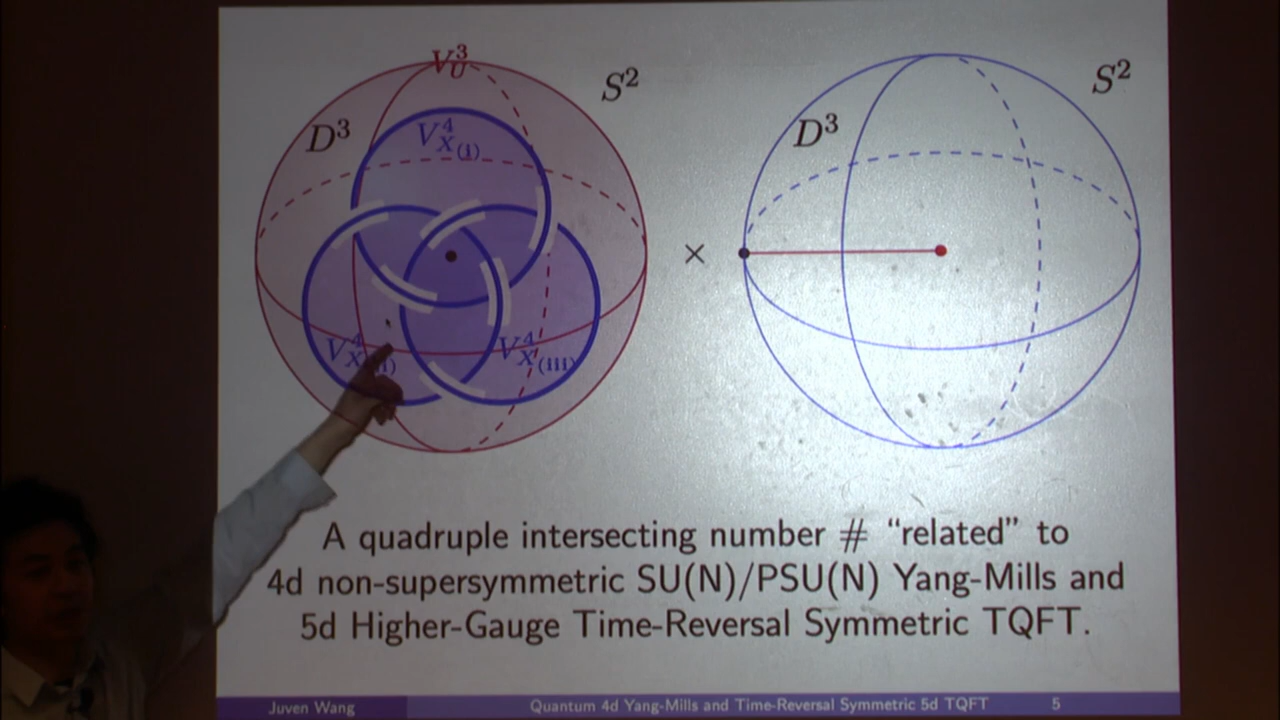 V³_U
S²
S²
D³
V⁴_X(i)
D³
×
V⁴_X
V⁴_X(iii)
A quadruple intersecting number # “related” to
4d non-supersymmetric SU(N)/PSU(N) Yang-Mills and
5d Higher-Gauge Time-Reversal Symmetric TQFT.
Juven Wang Quantum 4d Yang-Mills and Time-Reversal Symmetric 5d TQFT 5